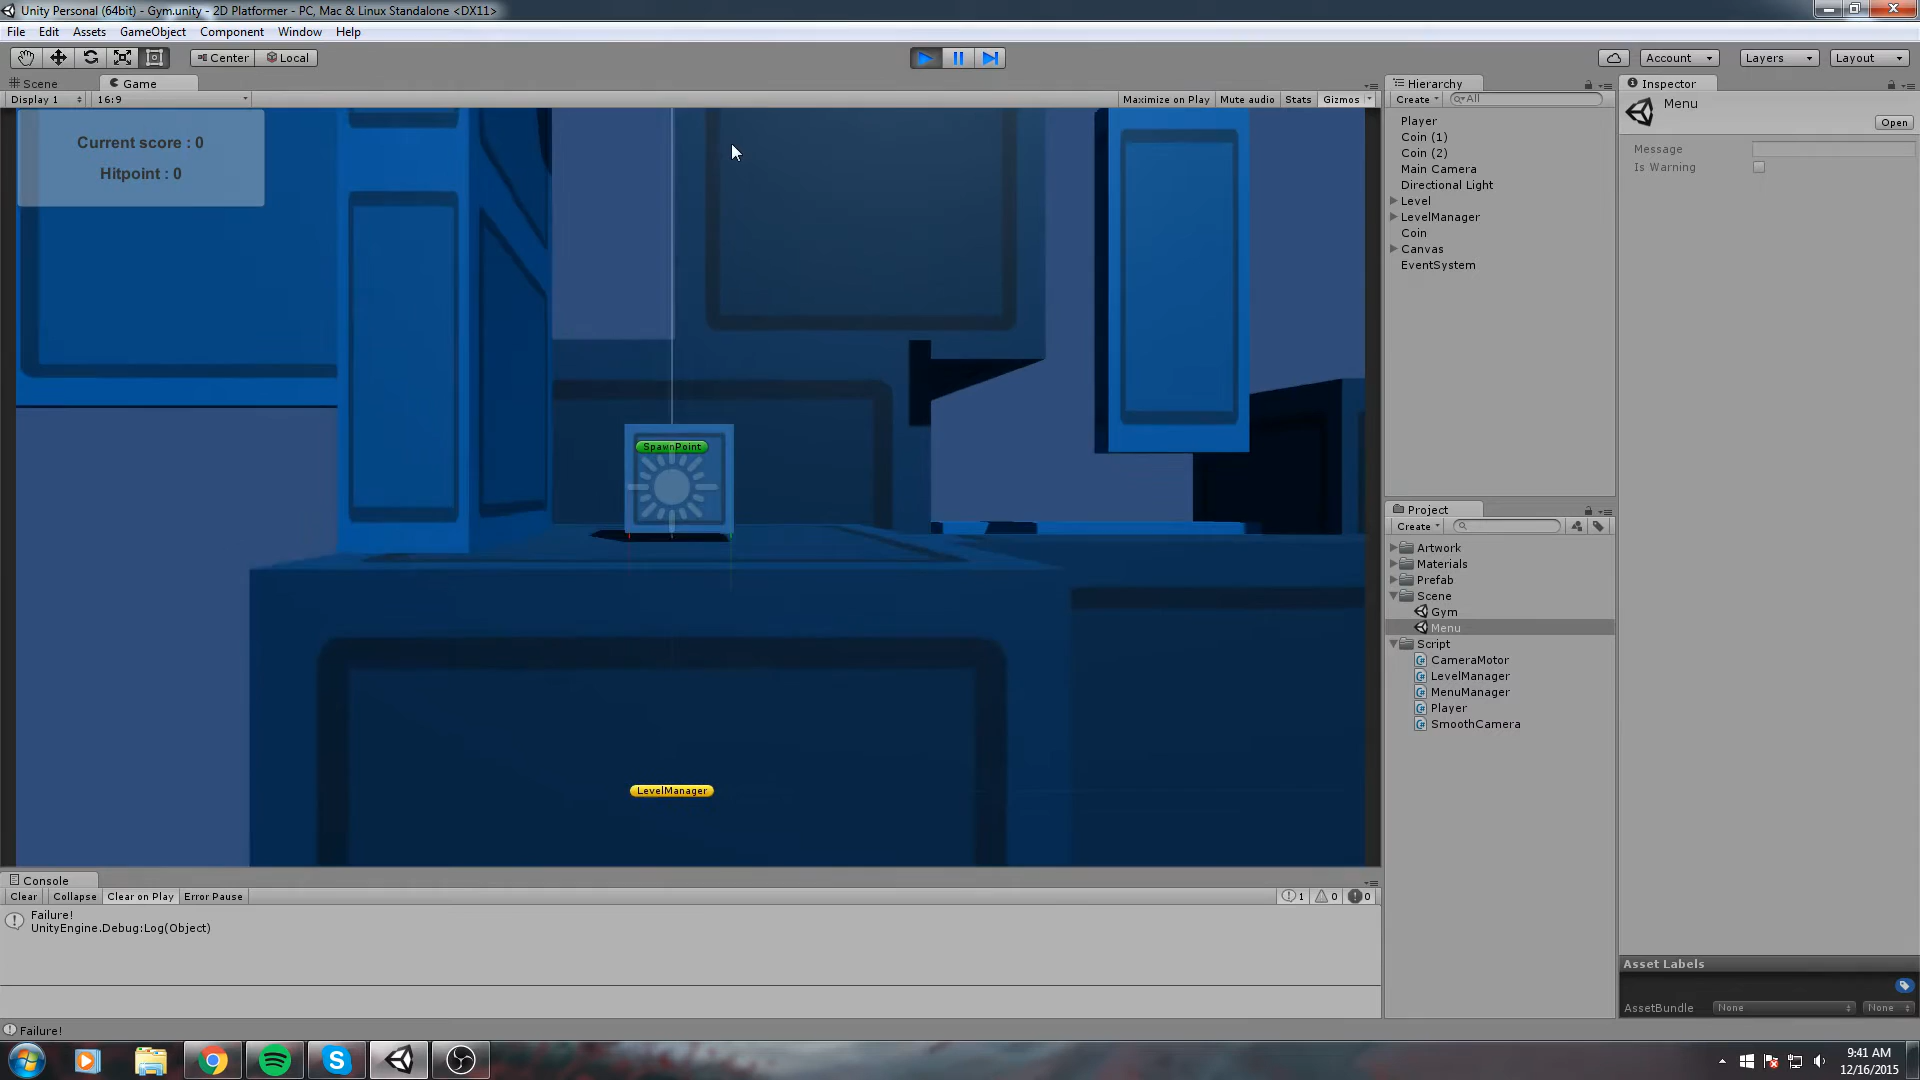 Unity Personal (64bit) - Gym.unity - 2D Platformer - PC, Mac & Linux Standalone <DX11>
File Edit Assets GameObject Component Window Help
Center Local Account Layers Layout
Scene Game
Display 1 16:9 Maximize on Play Mute audio Stats Gizmos
Current score : 0
Hitpoint : 0
SpawnPoint
LevelManager
Hierarchy
Create All
Player
Coin (1)
Coin (2)
Main Camera
Directional Light
Level
LevelManager
Coin
Canvas
EventSystem
Project
Create
Artwork
Materials
Prefab
Scene
Gym
Menu
Script
CameraMotor
LevelManager
MenuManager
Player
SmoothCamera
Inspector
Menu
Open
Message
Is Warning
Asset Labels
AssetBundle None None
Console
Clear Collapse Clear on Play Error Pause 1 0 0
Failure!
UnityEngine.Debug:Log(Object)
Failure!
9:41 AM
12/16/2015